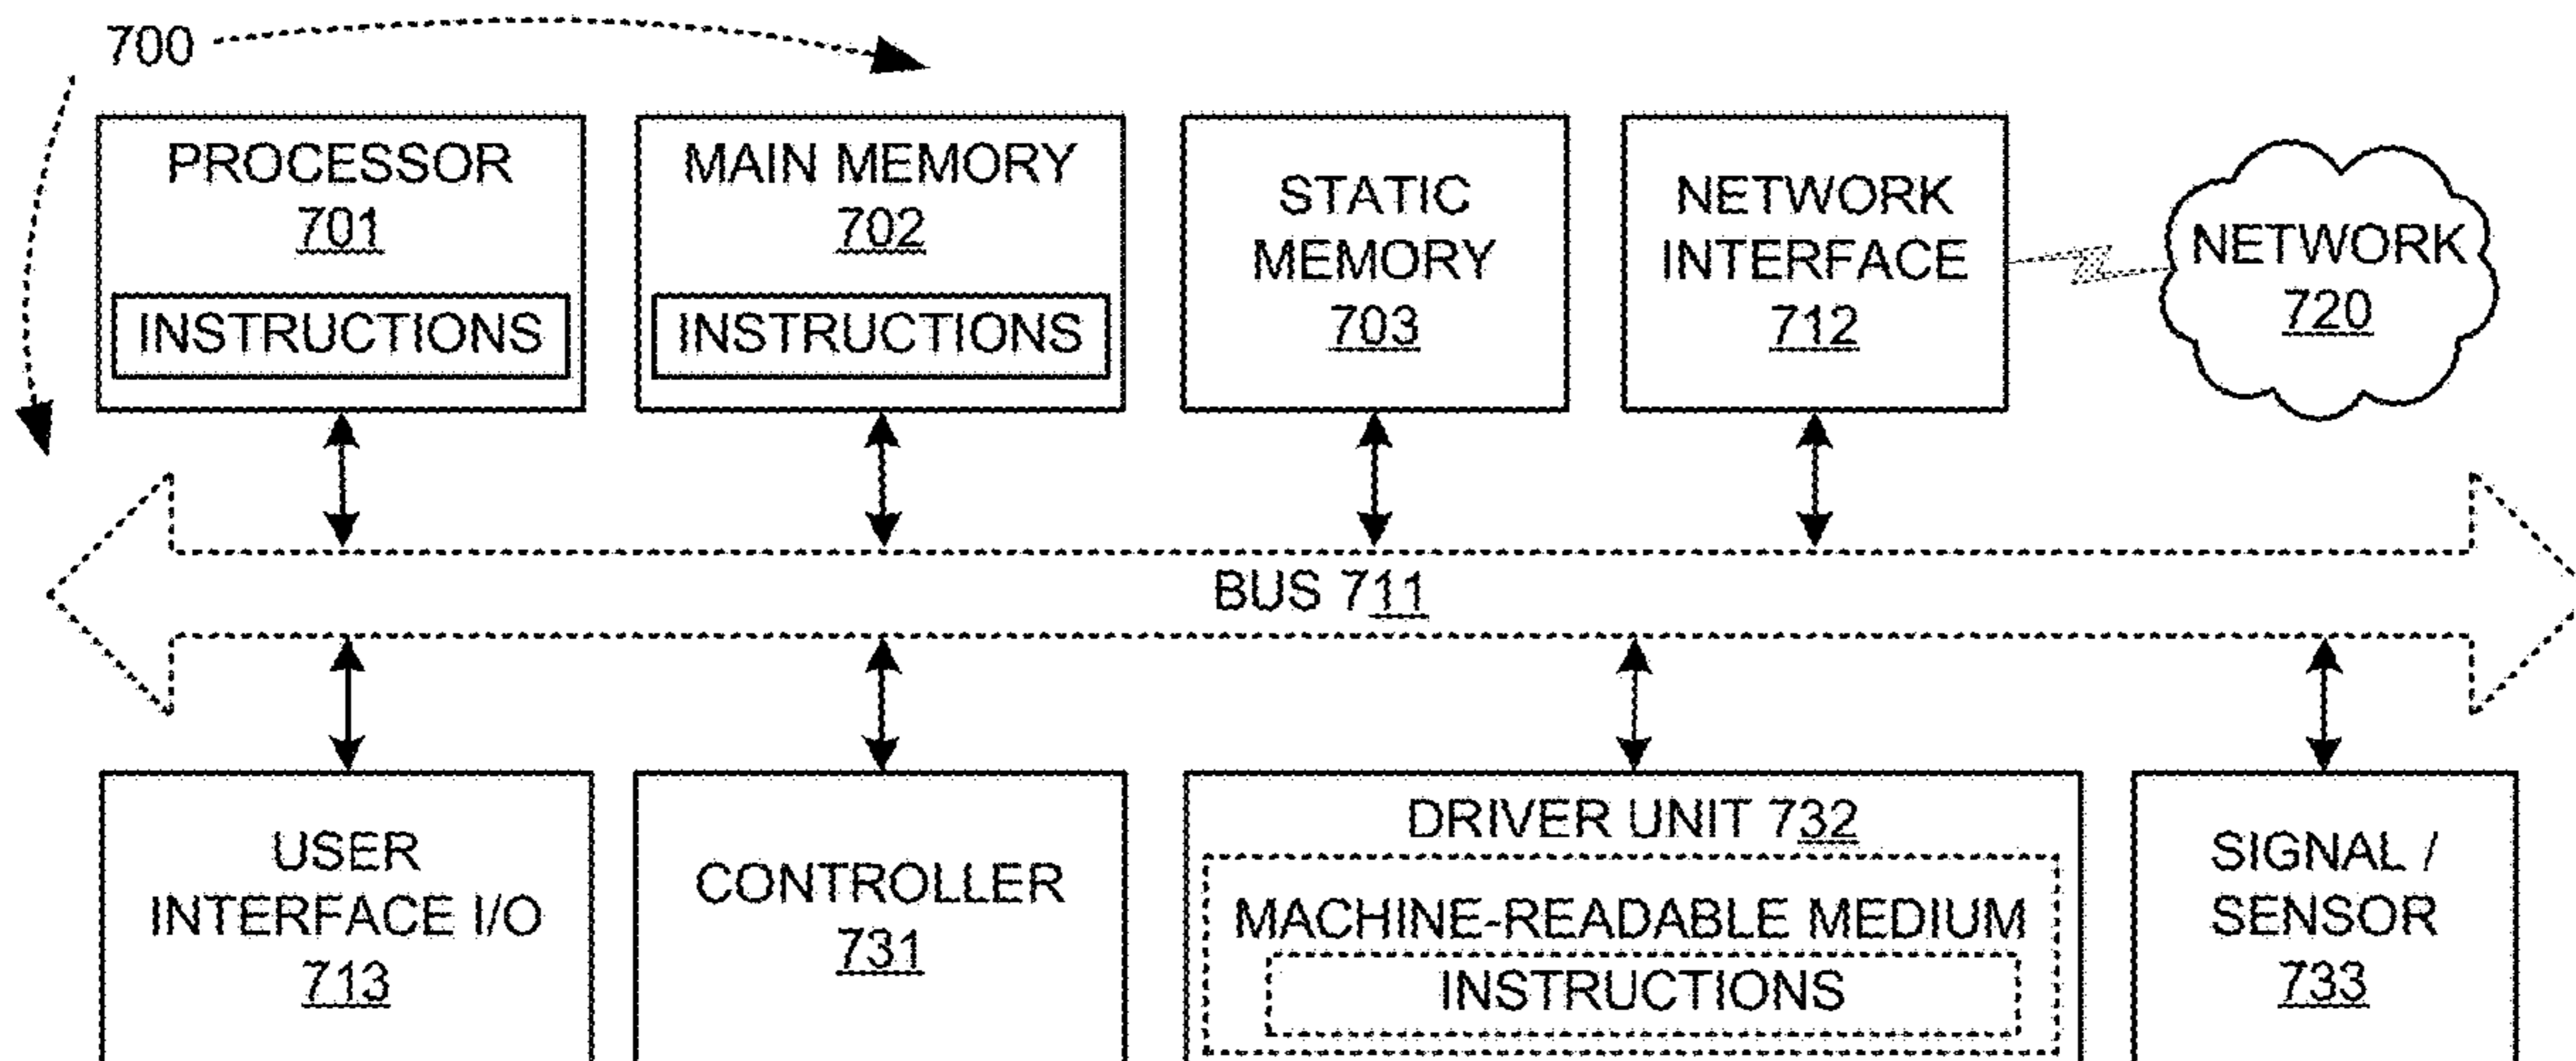 700
PROCESSOR
701
INSTRUCTIONS
MAIN MEMORY
702
INSTRUCTIONS
STATIC
MEMORY
703
NETWORK
INTERFACE
712
NETWORK
720
BUS 711
USER
INTERFACE I/O
713
CONTROLLER
731
DRIVER UNIT 732
MACHINE-READABLE MEDIUM
INSTRUCTIONS
SIGNAL /
SENSOR
733